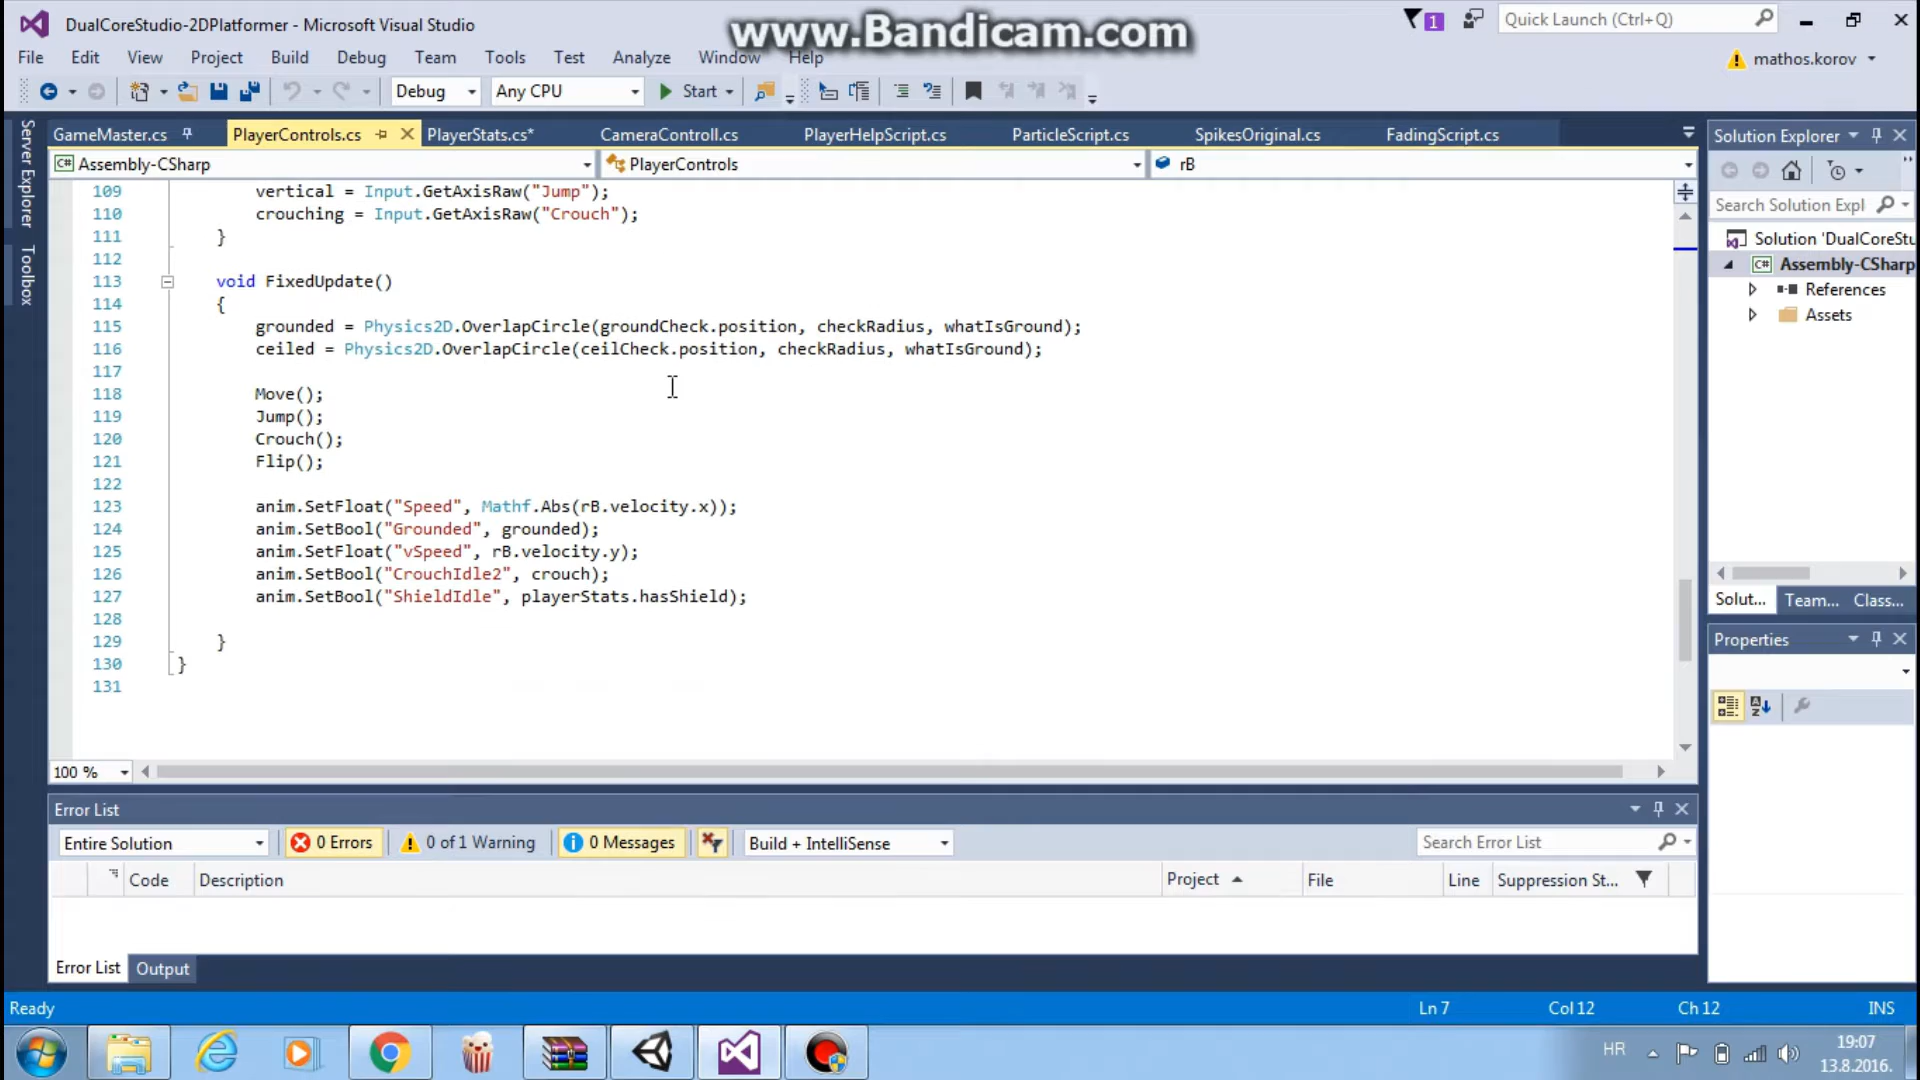 DualCoreStudio-2DPlatformer - Microsoft Visual Studio
www.Bandicam.com
1
Quick Launch (Ctrl+Q)
File Edit View Project Build Debug Team Tools Test Analyze Window Help
mathos.korov
Debug Any CPU Start
GameMaster.cs PlayerControls.cs PlayerStats.cs* CameraControll.cs PlayerHelpScript.cs ParticleScript.cs SpikesOriginal.cs FadingScript.cs
Assembly-CSharp PlayerControls rB
109 vertical = Input.GetAxisRaw("Jump");
110 crouching = Input.GetAxisRaw("Crouch");
111 }
112
113 void FixedUpdate()
114 {
115 grounded = Physics2D.OverlapCircle(groundCheck.position, checkRadius, whatIsGround);
116 ceiled = Physics2D.OverlapCircle(ceilCheck.position, checkRadius, whatIsGround);
117
118 Move();
119 Jump();
120 Crouch();
121 Flip();
122
123 anim.SetFloat("Speed", Mathf.Abs(rB.velocity.x));
124 anim.SetBool("Grounded", grounded);
125 anim.SetFloat("vSpeed", rB.velocity.y);
126 anim.SetBool("CrouchIdle2", crouch);
127 anim.SetBool("ShieldIdle", playerStats.hasShield);
128
129 }
130 }
131
100 %
Server Explorer
Toolbox
Solution Explorer
Search Solution Expl
Solution 'DualCoreStu
C# Assembly-CSharp
References
Assets
Solut... Team... Class...
Properties
Error List
Entire Solution 0 Errors 0 of 1 Warning 0 Messages Build + IntelliSense Search Error List
Code Description Project File Line Suppression St...
Error List Output
Ready Ln 7 Col 12 Ch 12 INS
HR 19:07
13.8.2016.